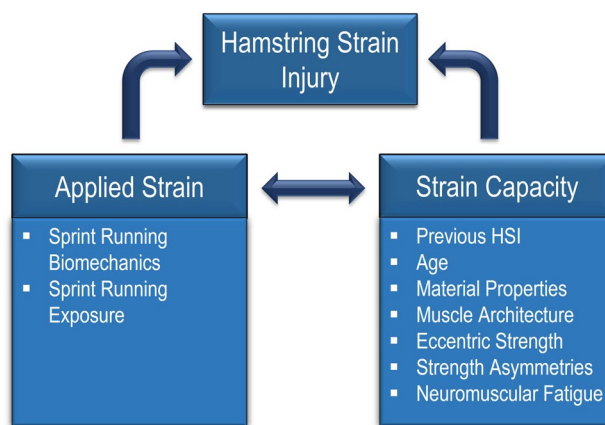 Hamstring Strain
Injury
Applied Strain
▪ Sprint Running
Biomechanics
▪ Sprint Running
Exposure
Strain Capacity
▪ Previous HSI
▪ Age
▪ Material Properties
▪ Muscle Architecture
▪ Eccentric Strength
▪ Strength Asymmetries
▪ Neuromuscular Fatigue